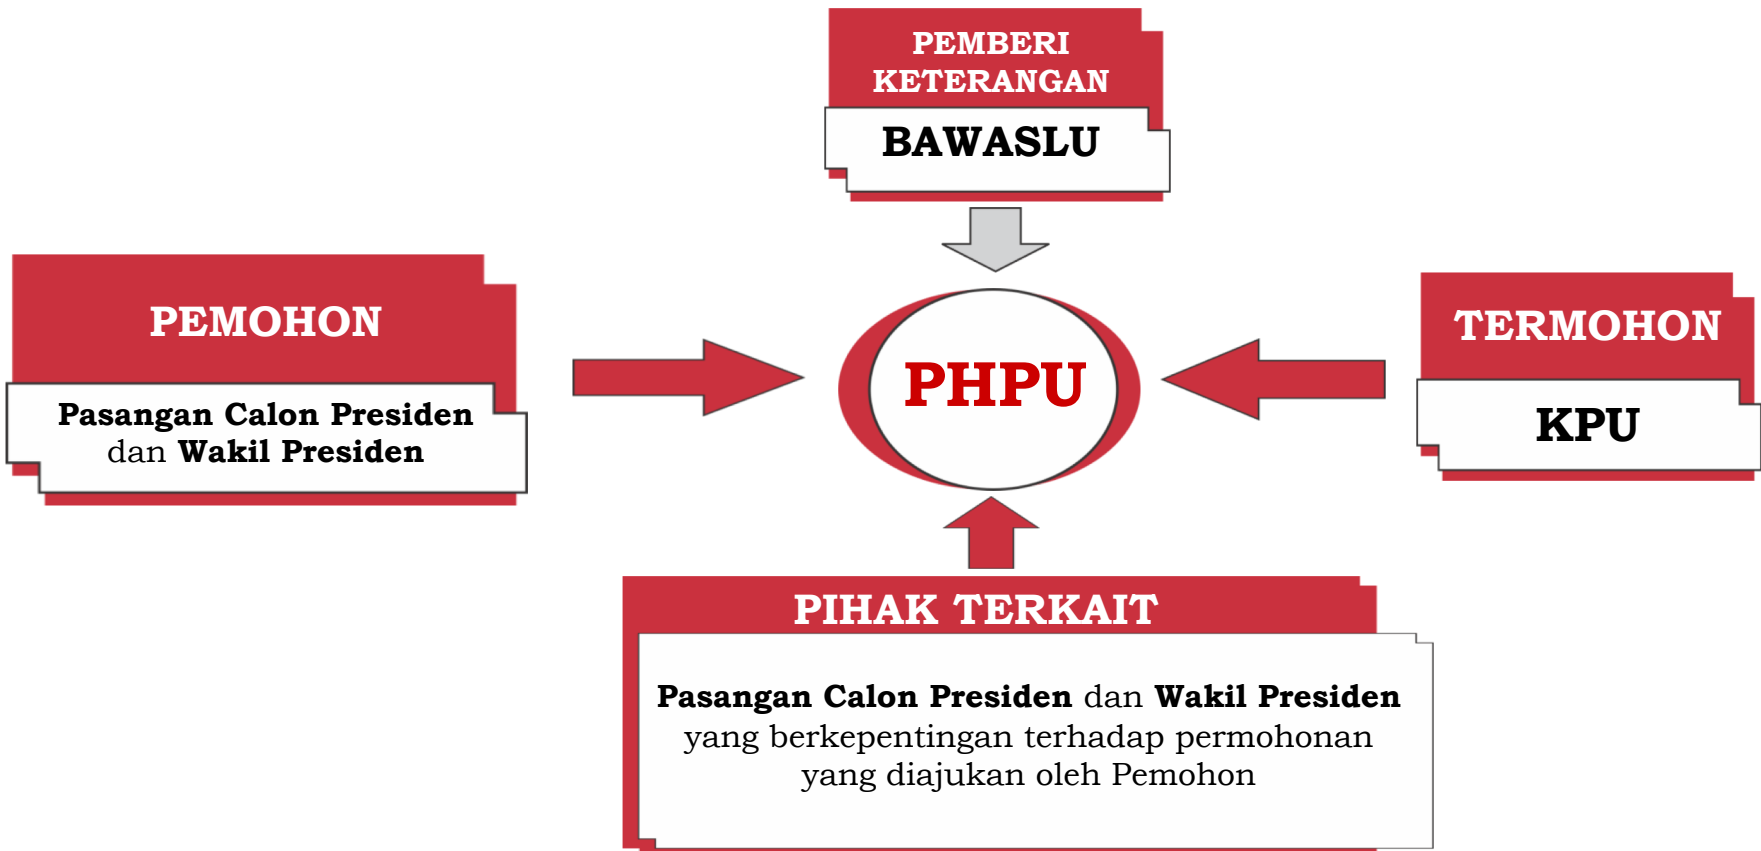 PEMBERI
KETERANGAN
BAWASLU
PEMOHON
Pasangan Calon Presiden
dan Wakil Presiden
PHPU
TERMOHON
KPU
PIHAK TERKAIT
Pasangan Calon Presiden dan Wakil Presiden
yang berkepentingan terhadap permohonan
yang diajukan oleh Pemohon